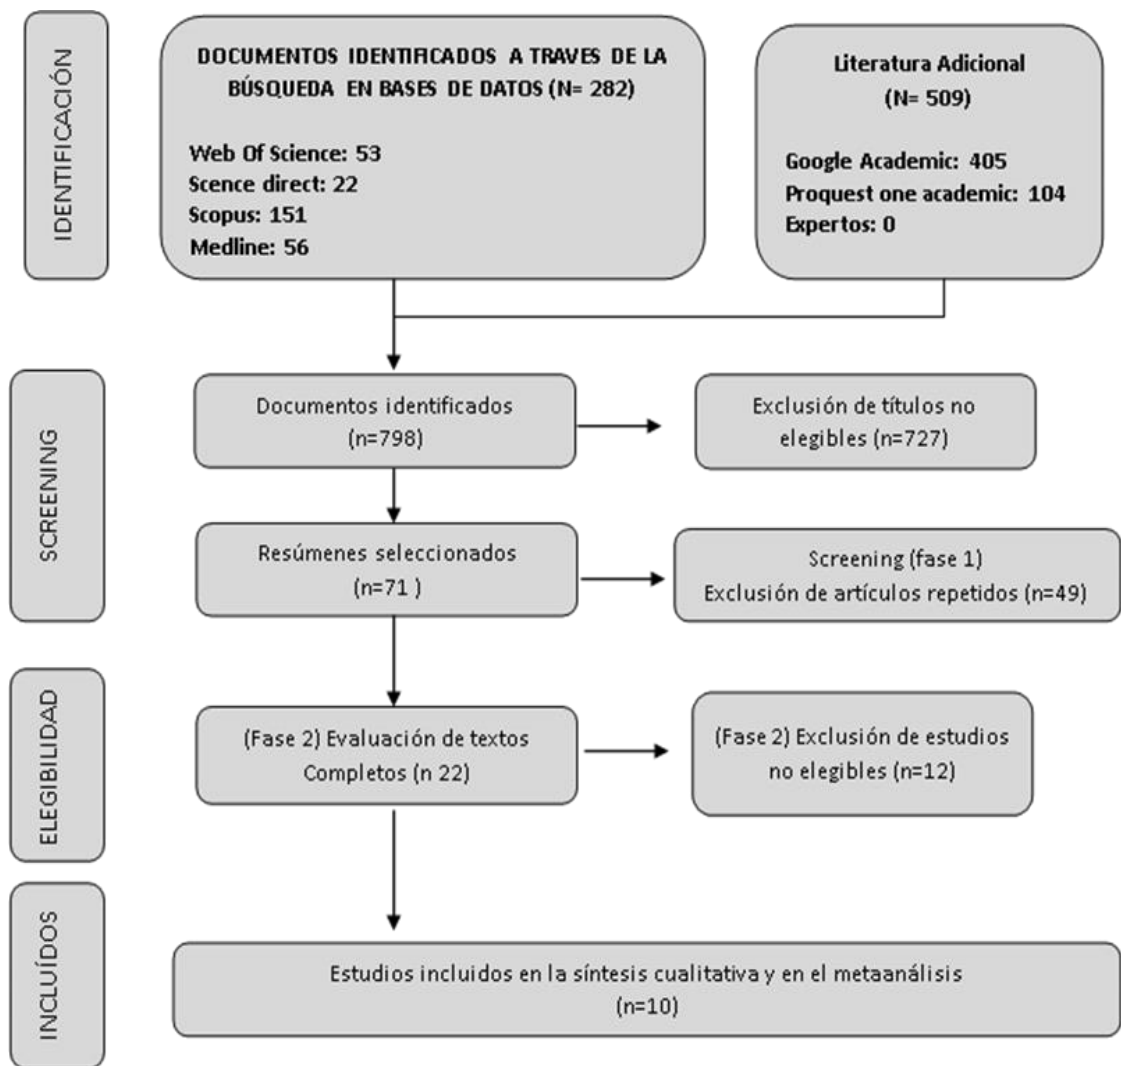 IDENTIFICACIÓN
DOCUMENTOS IDENTIFICADOS A TRAVES DE LA
BÚSQUEDA EN BASES DE DATOS (N= 282)
Web Of Science: 53
Scence direct: 22
Scopus: 151
Medline: 56
Literatura Adicional
(N= 509)
Google Academic: 405
Proquest one academic: 104
Expertos: 0
SCREENING
Documentos identificados
(n=798)
Exclusión de títulos no
elegibles (n=727)
Resúmenes seleccionados
(n=71 )
Screening (fase 1)
Exclusión de artículos repetidos (n=49)
ELEGIBILIDAD
(Fase 2) Evaluación de textos
Completos (n 22)
(Fase 2) Exclusión de estudios
no elegibles (n=12)
INCLUÍDOS
Estudios incluidos en la síntesis cualitativa y en el metaanálisis
(n=10)